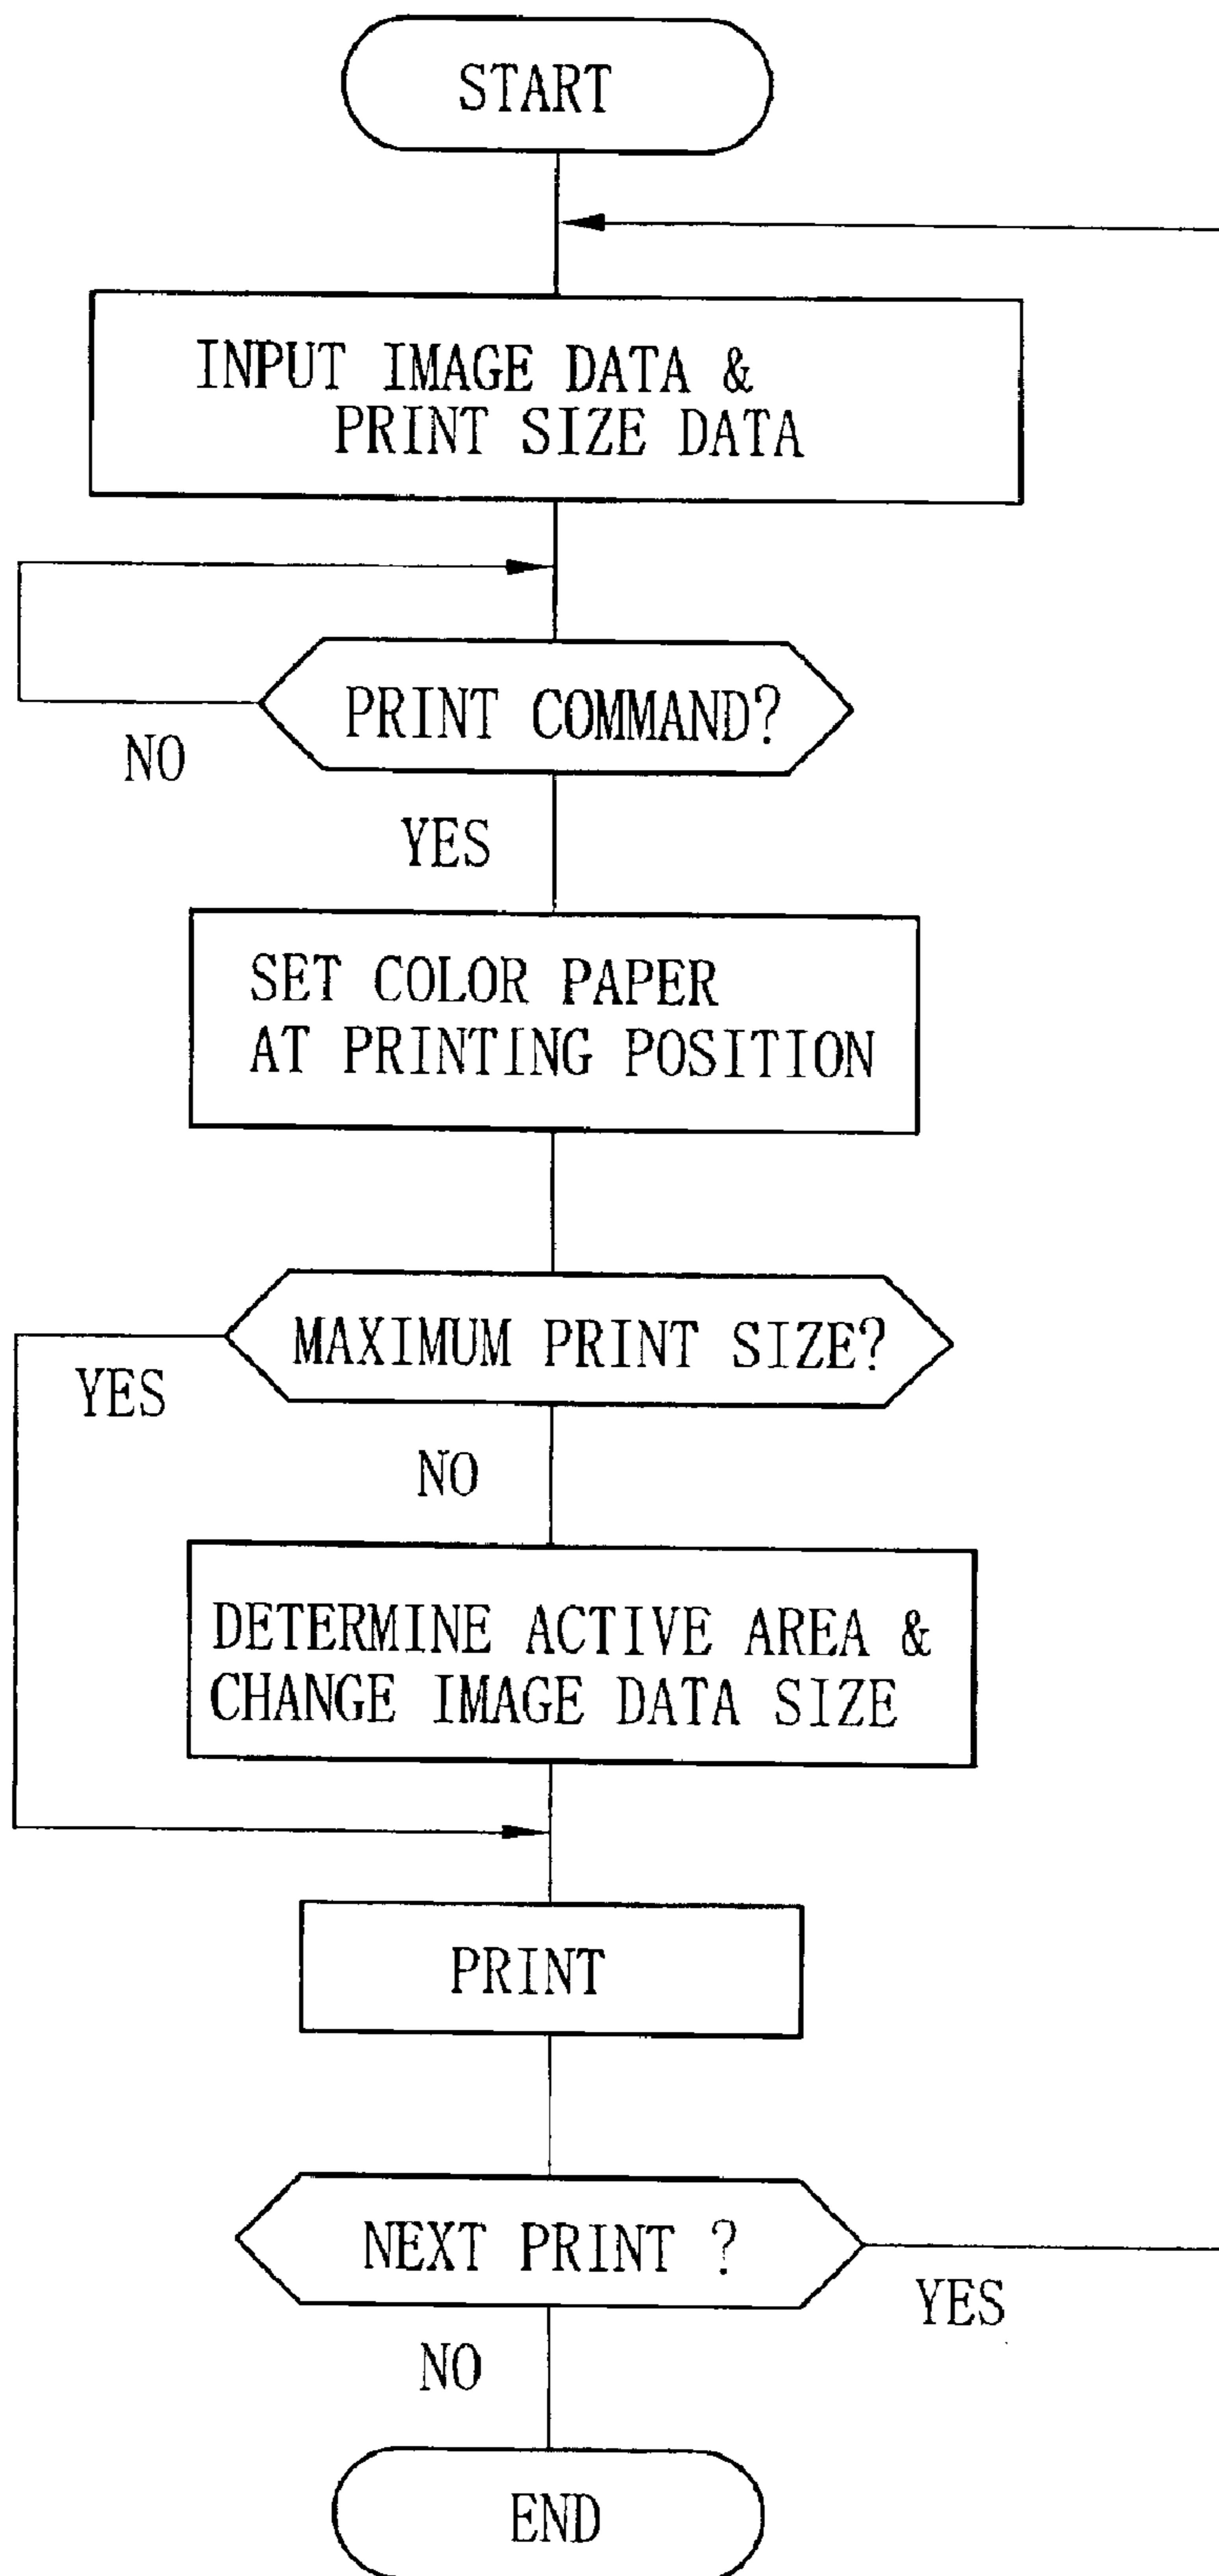 START
INPUT IMAGE DATA &
PRINT SIZE DATA
PRINT COMMAND?
NO
YES
SET COLOR PAPER
AT PRINTING POSITION
MAXIMUM PRINT SIZE?
YES
NO
DETERMINE ACTIVE AREA &
CHANGE IMAGE DATA SIZE
PRINT
NEXT PRINT ?
YES
NO
END